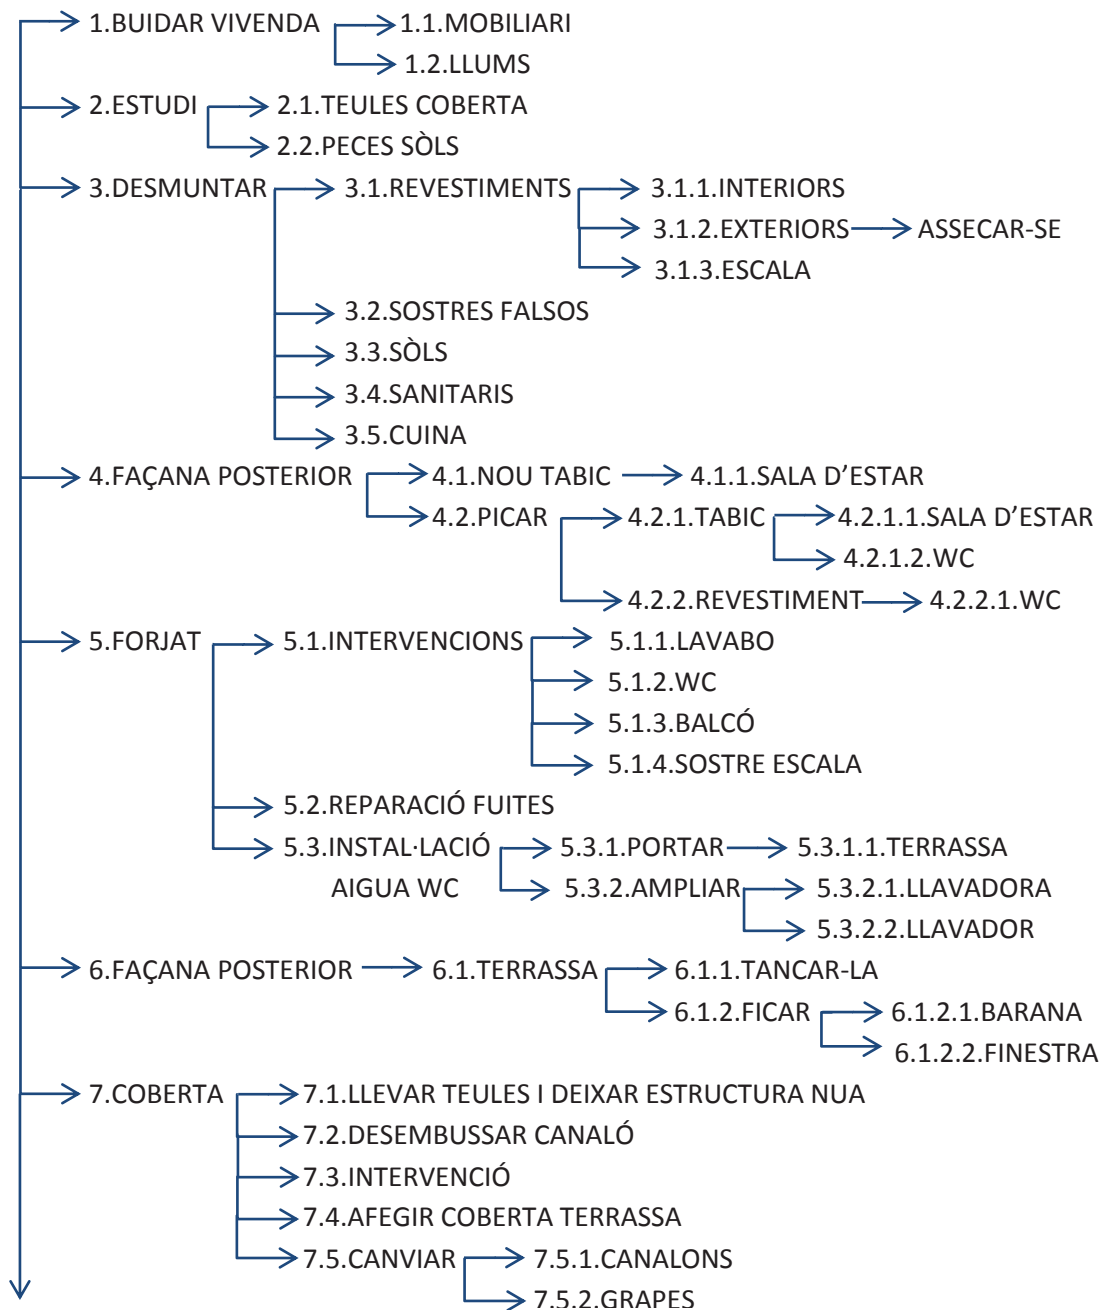 1.BUIDAR VIVENDA
1.1.MOBILIARI
1.2.LLUMS
2.ESTUDI
2.1.TEULES COBERTA
2.2.PECES SÒLS
3.DESMUNTAR
3.1.REVESTIMENTS
3.1.1.INTERIORS
3.1.2.EXTERIORS
ASSECAR-SE
3.1.3.ESCALA
3.2.SOSTRES FALSOS
3.3.SÒLS
3.4.SANITARIS
3.5.CUINA
4.FAÇANA POSTERIOR
4.1.NOU TABIC
4.1.1.SALA D’ESTAR
4.2.PICAR
4.2.1.TABIC
4.2.1.1.SALA D’ESTAR
4.2.1.2.WC
4.2.2.REVESTIMENT
4.2.2.1.WC
5.FORJAT
5.1.INTERVENCIONS
5.1.1.LAVABO
5.1.2.WC
5.1.3.BALCÓ
5.1.4.SOSTRE ESCALA
5.2.REPARACIÓ FUITES
5.3.INSTAL·LACIÓ
AIGUA WC
5.3.1.PORTAR
5.3.1.1.TERRASSA
5.3.2.AMPLIAR
5.3.2.1.LLAVADORA
5.3.2.2.LLAVADOR
6.FAÇANA POSTERIOR
6.1.TERRASSA
6.1.1.TANCAR-LA
6.1.2.FICAR
6.1.2.1.BARANA
6.1.2.2.FINESTRA
7.COBERTA
7.1.LLEVAR TEULES I DEIXAR ESTRUCTURA NUA
7.2.DESEMBUSSAR CANALÓ
7.3.INTERVENCIÓ
7.4.AFEGIR COBERTA TERRASSA
7.5.CANVIAR
7.5.1.CANALONS
7.5.2.GRAPES